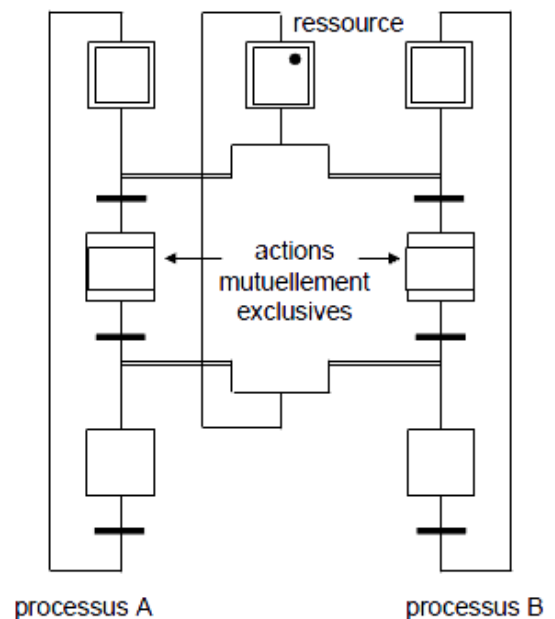 ressource
actions
mutuellement
exclusives
processus A
processus B